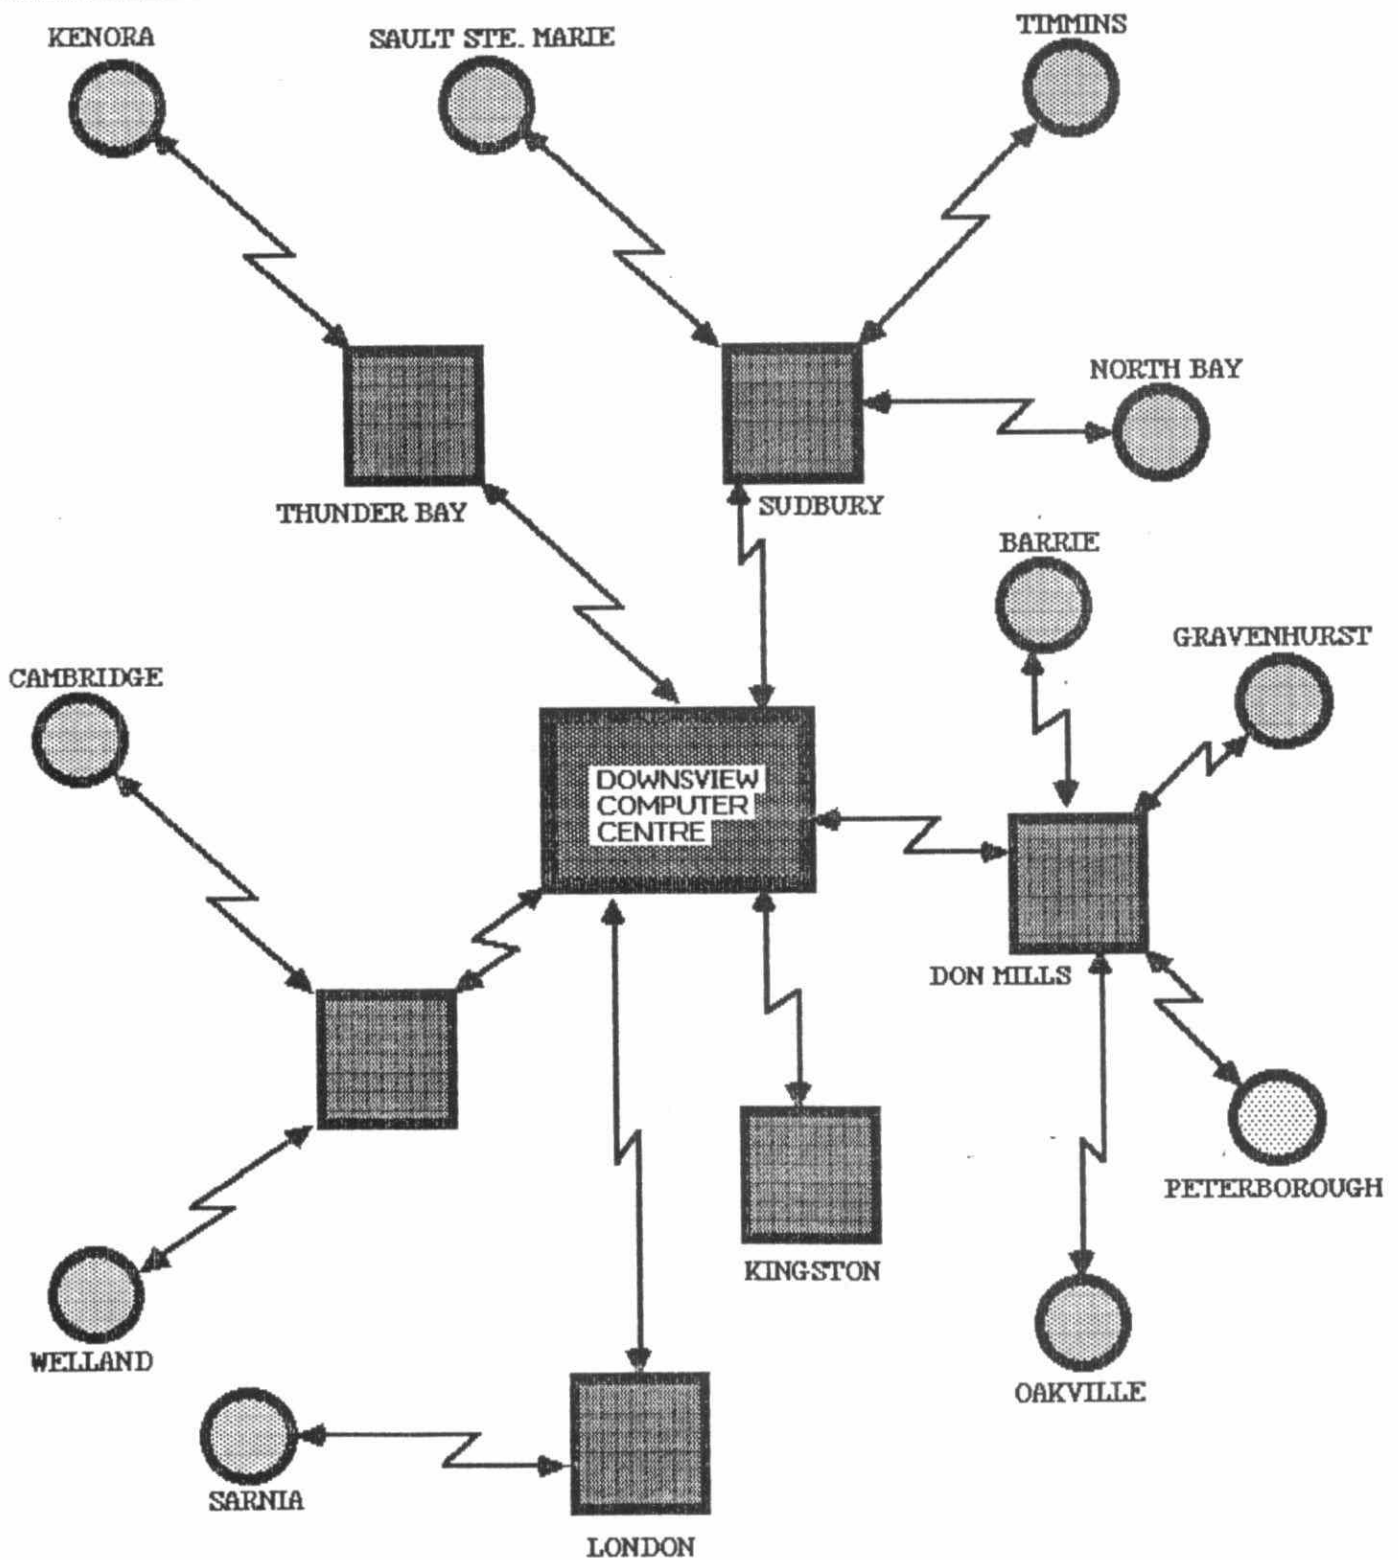 KENORA
SAULT STE. MARIE
TIMMINS
NORTH BAY
THUNDER BAY
SUDBURY
BARRIE
GRAVENHURST
CAMBRIDGE
DOWNSVIEW
COMPUTER
CENTRE
DON MILLS
PETERBOROUGH
KINGSTON
WELLAND
OAKVILLE
SARNIA
LONDON